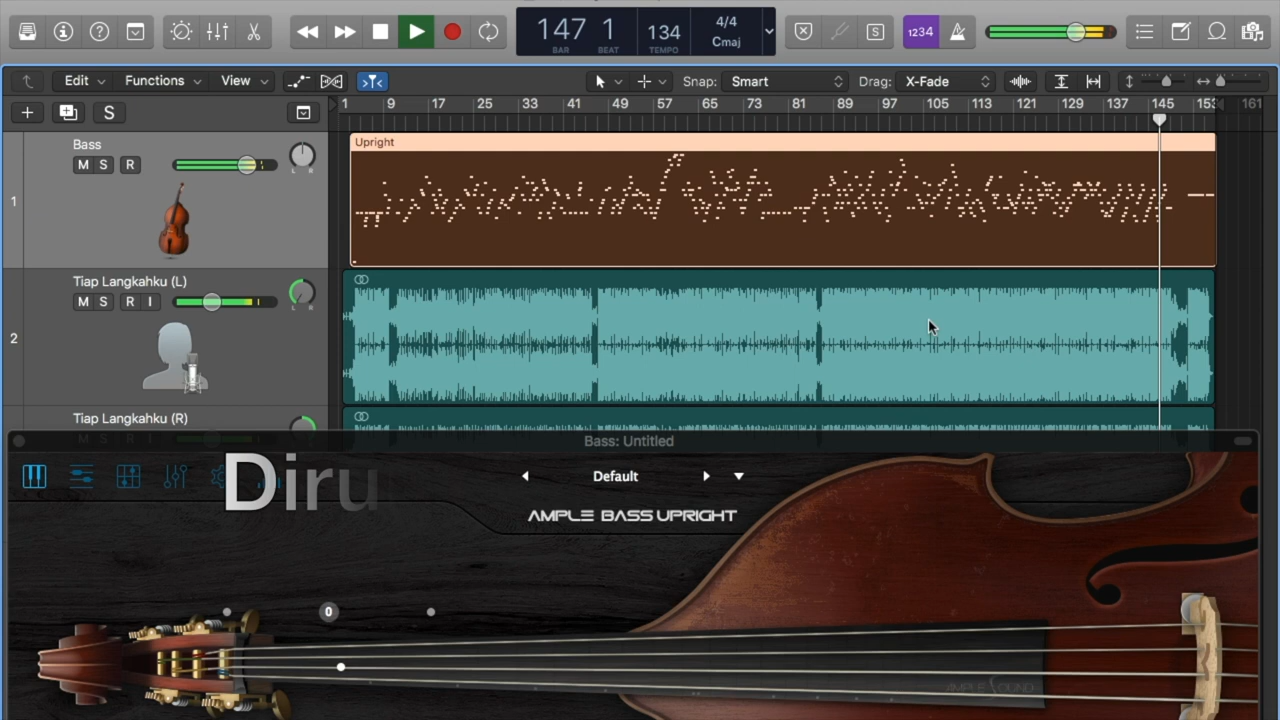 147 1 134 4/4 Cmaj
BAR BEAT TEMPO
S 1234
Edit Functions View Snap: Smart Drag: X-Fade
S 1 9 17 25 33 41 49 57 65 73 81 89 97 105 113 121 129 137 145 153 161
Bass
M S R
L R
1
Upright
Tiap Langkahku (L)
M S R I
L R
2
Tiap Langkahku (R)
M S R I
Bass: Untitled
Diru
Default
AMPLE BASS UPRIGHT
0
AMPLE SOUND